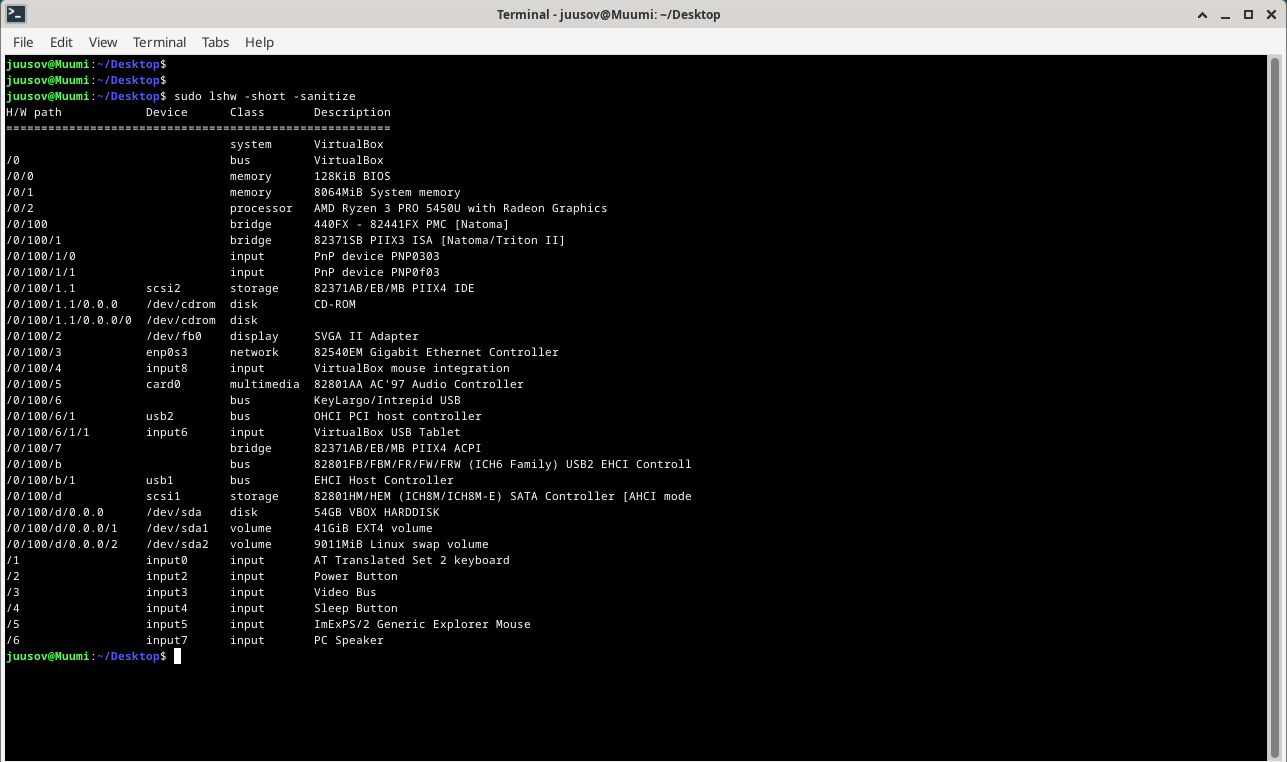 Terminal - juusov@Muumi: ~/Desktop
File Edit View Terminal Tabs Help
juusov@Muumi:~/Desktop$
juusov@Muumi:~/Desktop$
juusov@Muumi:~/Desktop$ sudo lshw -short -sanitize
H/W path            Device      Class       Description
=======================================================
                                system      VirtualBox
/0                              bus         VirtualBox
/0/0                            memory      128KiB BIOS
/0/1                            memory      8064MiB System memory
/0/2                            processor   AMD Ryzen 3 PRO 5450U with Radeon Graphics
/0/100                          bridge      440FX - 82441FX PMC [Natoma]
/0/100/1                        bridge      82371SB PIIX3 ISA [Natoma/Triton II]
/0/100/1/0                      input       PnP device PNP0303
/0/100/1/1                      input       PnP device PNP0f03
/0/100/1.1          scsi2       storage     82371AB/EB/MB PIIX4 IDE
/0/100/1.1/0.0.0    /dev/cdrom  disk        CD-ROM
/0/100/1.1/0.0.0/0  /dev/cdrom  disk
/0/100/2            /dev/fb0    display     SVGA II Adapter
/0/100/3            enp0s3      network     82540EM Gigabit Ethernet Controller
/0/100/4            input8      input       VirtualBox mouse integration
/0/100/5            card0       multimedia  82801AA AC'97 Audio Controller
/0/100/6                        bus         KeyLargo/Intrepid USB
/0/100/6/1          usb2        bus         OHCI PCI host controller
/0/100/6/1/1        input6      input       VirtualBox USB Tablet
/0/100/7                        bridge      82371AB/EB/MB PIIX4 ACPI
/0/100/b                        bus         82801FB/FBM/FR/FW/FRW (ICH6 Family) USB2 EHCI Controll
/0/100/b/1          usb1        bus         EHCI Host Controller
/0/100/d            scsi1       storage     82801HM/HEM (ICH8M/ICH8M-E) SATA Controller [AHCI mode
/0/100/d/0.0.0      /dev/sda    disk        54GB VBOX HARDDISK
/0/100/d/0.0.0/1    /dev/sda1   volume      41GiB EXT4 volume
/0/100/d/0.0.0/2    /dev/sda2   volume      9011MiB Linux swap volume
/1                  input0      input       AT Translated Set 2 keyboard
/2                  input2      input       Power Button
/3                  input3      input       Video Bus
/4                  input4      input       Sleep Button
/5                  input5      input       ImExPS/2 Generic Explorer Mouse
/6                  input7      input       PC Speaker
juusov@Muumi:~/Desktop$